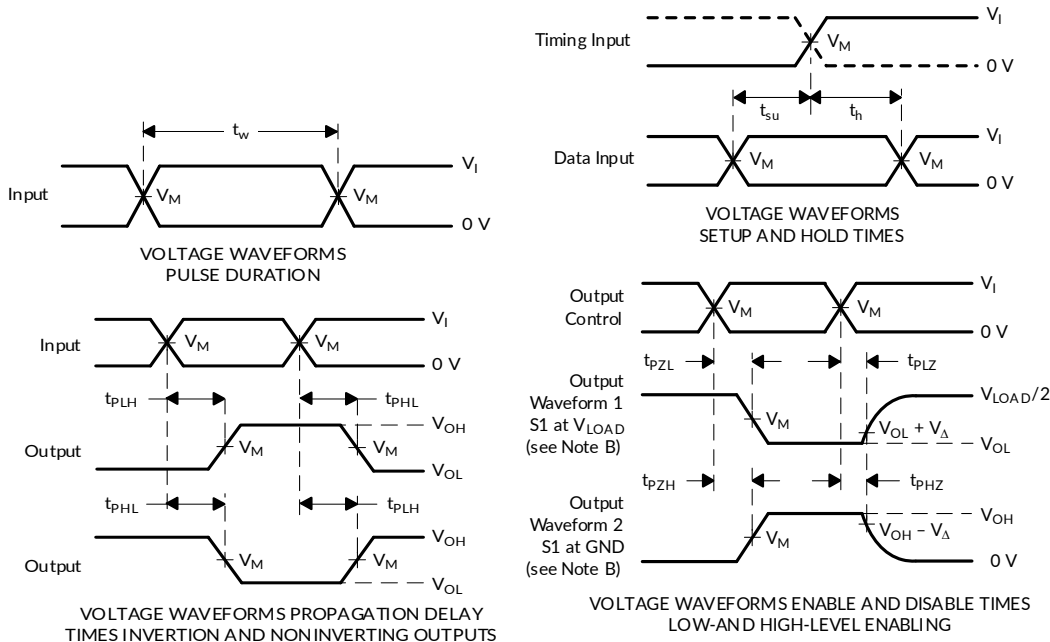 t_w
Input
V_M
V_M
V_I
0 V
VOLTAGE WAVEFORMS
PULSE DURATION
Timing Input
V_M
V_I
0 V
t_su
t_h
Data Input
V_M
V_M
V_I
0 V
VOLTAGE WAVEFORMS
SETUP AND HOLD TIMES
Input
V_M
V_M
V_I
0 V
t_PLH
t_PHL
Output
V_M
V_M
V_OH
V_OL
t_PHL
t_PLH
Output
V_M
V_M
V_OH
V_OL
VOLTAGE WAVEFORMS PROPAGATION DELAY
TIMES INVERTION AND NONINVERTING OUTPUTS
Output
Control
V_M
V_M
V_I
0 V
t_PZL
t_PLZ
Output
Waveform 1
S1 at V_LOAD
(see Note B)
V_M
V_LOAD/2
V_OL + V_Δ
V_OL
t_PZH
t_PHZ
Output
Waveform 2
S1 at GND
(see Note B)
V_M
V_OH
V_OH − V_Δ
0 V
VOLTAGE WAVEFORMS ENABLE AND DISABLE TIMES
LOW-AND HIGH-LEVEL ENABLING